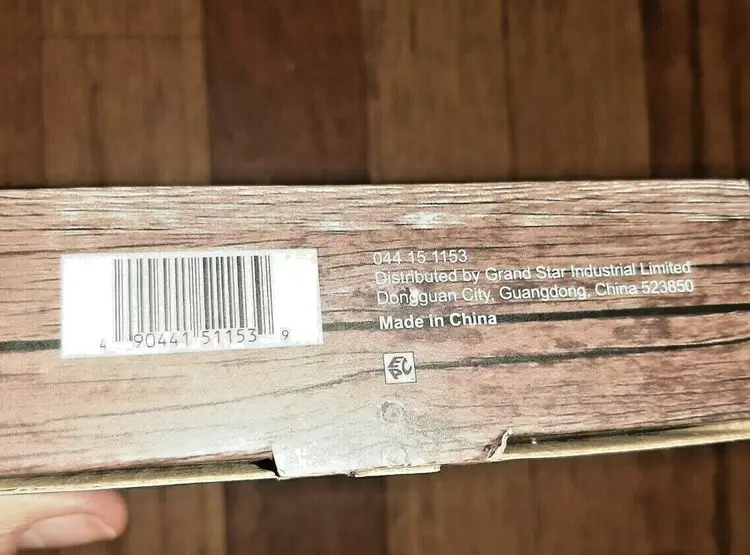 4 90441 51153 9
044 15 1153
Distributed by Grand Star Industrial Limited
Dongguan City, Guangdong, China 523850
Made in China
EPC